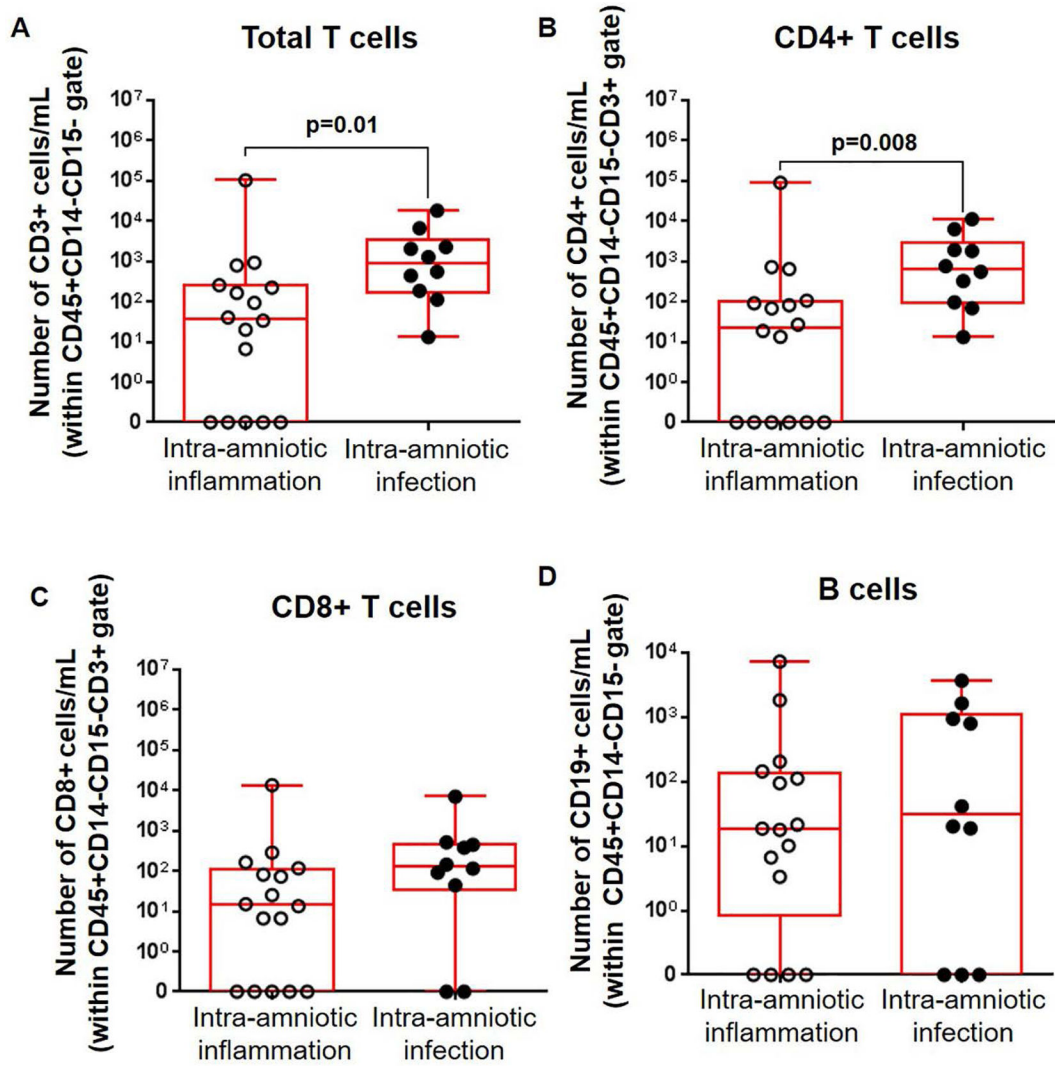 A
Total T cells
Number of CD3+ cells/mL
(within CD45+CD14-CD15- gate)
10⁷
10⁶
10⁵
10⁴
10³
10²
10¹
10⁰
0
p=0.01
Intra-amniotic
inflammation
Intra-amniotic
infection
B
CD4+ T cells
Number of CD4+ cells/mL
(within CD45+CD14-CD15-CD3+ gate)
10⁷
10⁶
10⁵
10⁴
10³
10²
10¹
10⁰
0
p=0.008
Intra-amniotic
inflammation
Intra-amniotic
infection
C
CD8+ T cells
Number of CD8+ cells/mL
(within CD45+CD14-CD15-CD3+ gate)
10⁷
10⁶
10⁵
10⁴
10³
10²
10¹
10⁰
0
Intra-amniotic
inflammation
Intra-amniotic
infection
D
B cells
Number of CD19+ cells/mL
(within CD45+CD14-CD15- gate)
10⁴
10³
10²
10¹
10⁰
0
Intra-amniotic
inflammation
Intra-amniotic
infection